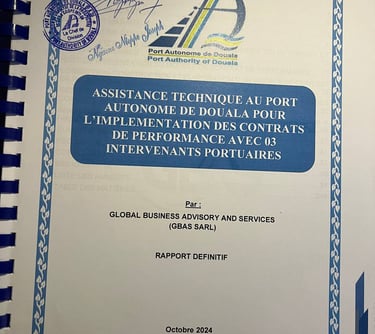 Port Autonome de Douala
Port Authority of Douala
ASSISTANCE TECHNIQUE AU PORT
AUTONOME DE DOUALA POUR
L'IMPLEMENTATION DES CONTRATS
DE PERFORMANCE AVEC 03
INTERVENANTS PORTUAIRES
Par :
GLOBAL BUSINESS ADVISORY AND SERVICES
(GBAS SARL)
RAPPORT DEFINITIF
Octobre 2024